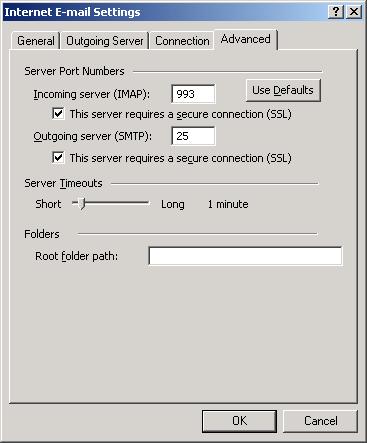 Internet E-mail Settings
General Outgoing Server Connection Advanced
Server Port Numbers
Incoming server (IMAP): 993 Use Defaults
This server requires a secure connection (SSL)
Outgoing server (SMTP): 25
This server requires a secure connection (SSL)
Server Timeouts
Short Long 1 minute
Folders
Root folder path:
OK Cancel